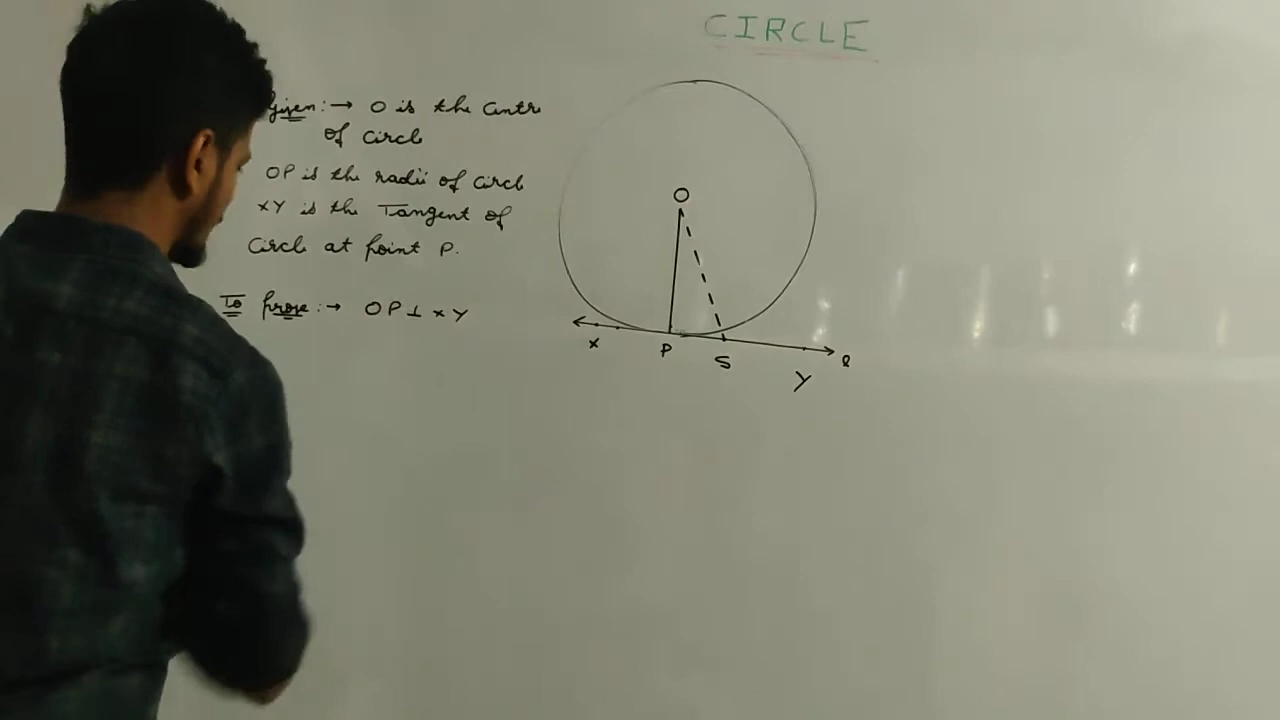 CIRCLE
Given:→ O is the Centre
of Circle
OP is the radii of Circle
XY is the Tangent of
Circle at point P.
To prove:→ OP⊥XY
O
X P S Y